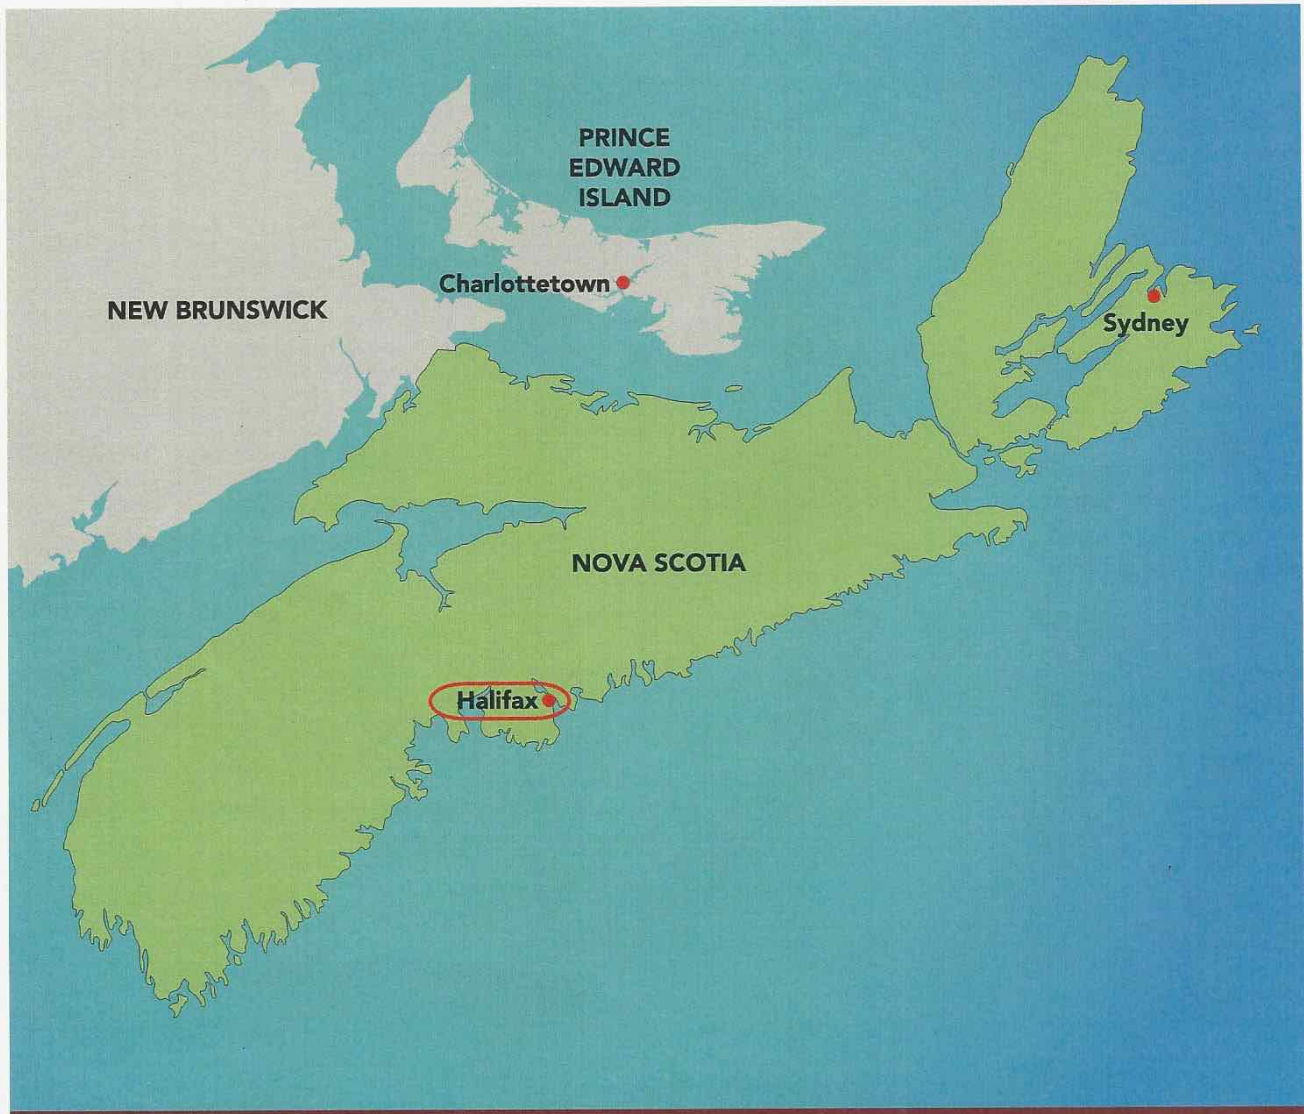 PRINCE
EDWARD
ISLAND
Charlottetown
NEW BRUNSWICK
Sydney
NOVA SCOTIA
Halifax